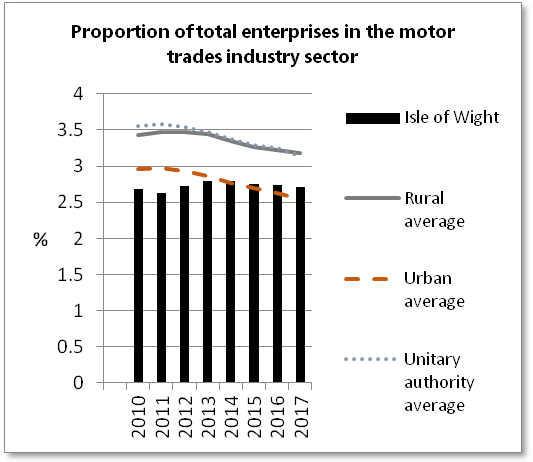 Proportion of total enterprises in the motor
trades industry sector
4
3.5
3
2.5
2
1.5
1
0.5
0
%
2010
2011
2012
2013
2014
2015
2016
2017
Isle of Wight
Rural
average
Urban
average
Unitary
authority
average